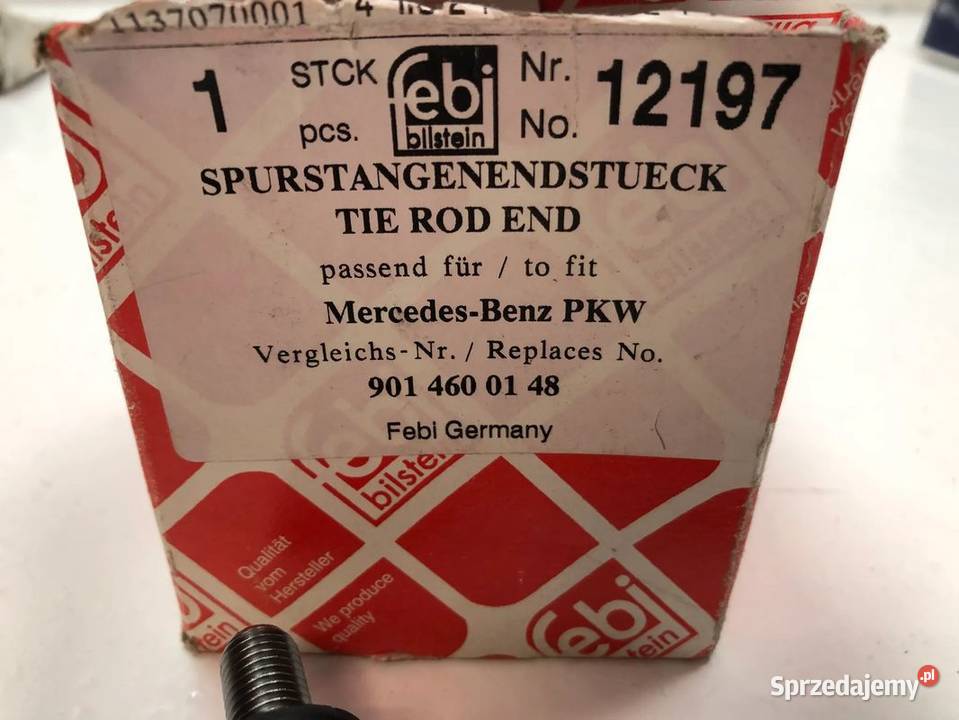 1137070001
1 STCK pcs. febi bilstein Nr. No. 12197
SPURSTANGENENDSTUECK
TIE ROD END
passend für / to fit
Mercedes-Benz PKW
Vergleichs-Nr. / Replaces No.
901 460 01 48
Febi Germany
bilstein
Qualität
vom
Hersteller
We produce
quality
febi
bilstein
Sprzedajemy.pl